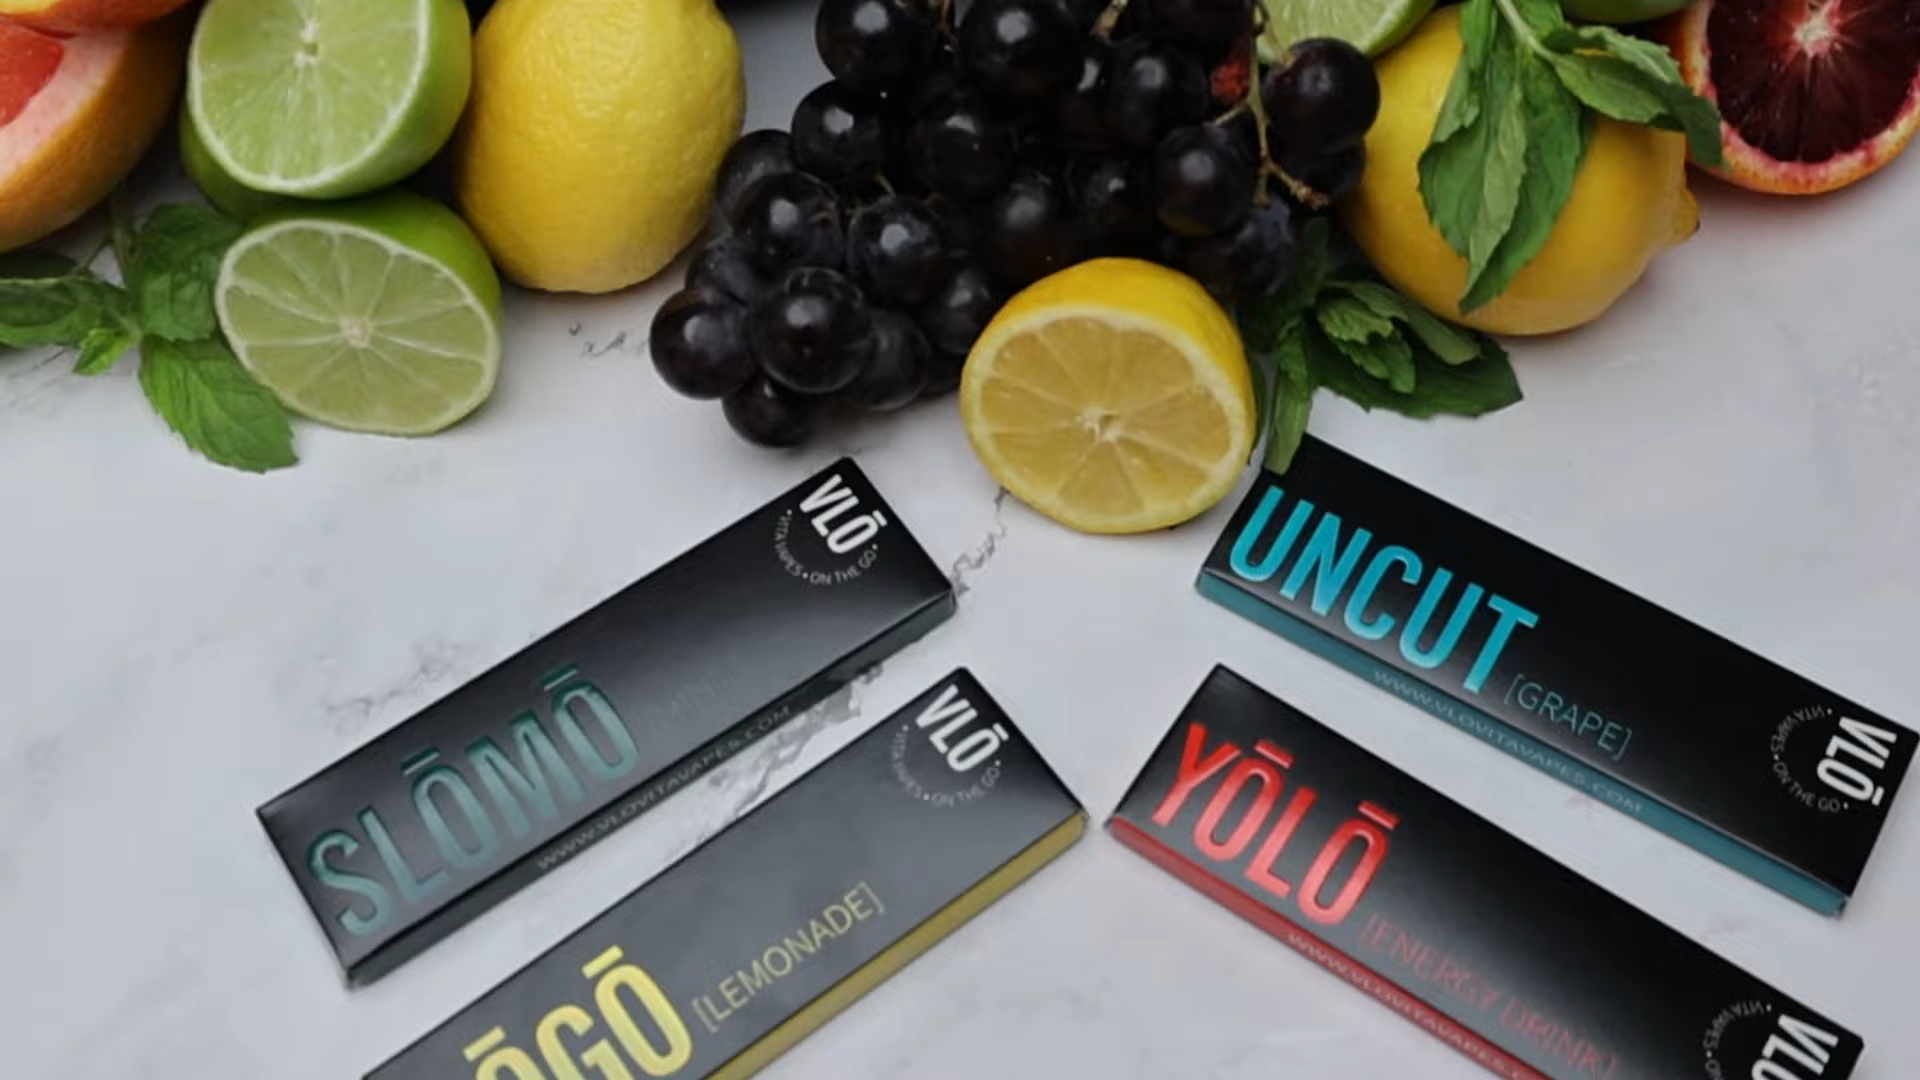 VLŌ
VITA VAPES • ON THE GO
SLŌMŌ
WWW.VLOVITAVAPES.COM
UNCUT [GRAPE]
WWW.VLOVITAVAPES.COM
VLŌ
VITA VAPES • ON THE GO
VLŌ
VITA VAPES • ON THE GO
ŌGŌ [LEMONADE]
YŌLŌ [ENERGY DRINK]
WWW.VLOVITAVAPES.C
VLŌ
VITA